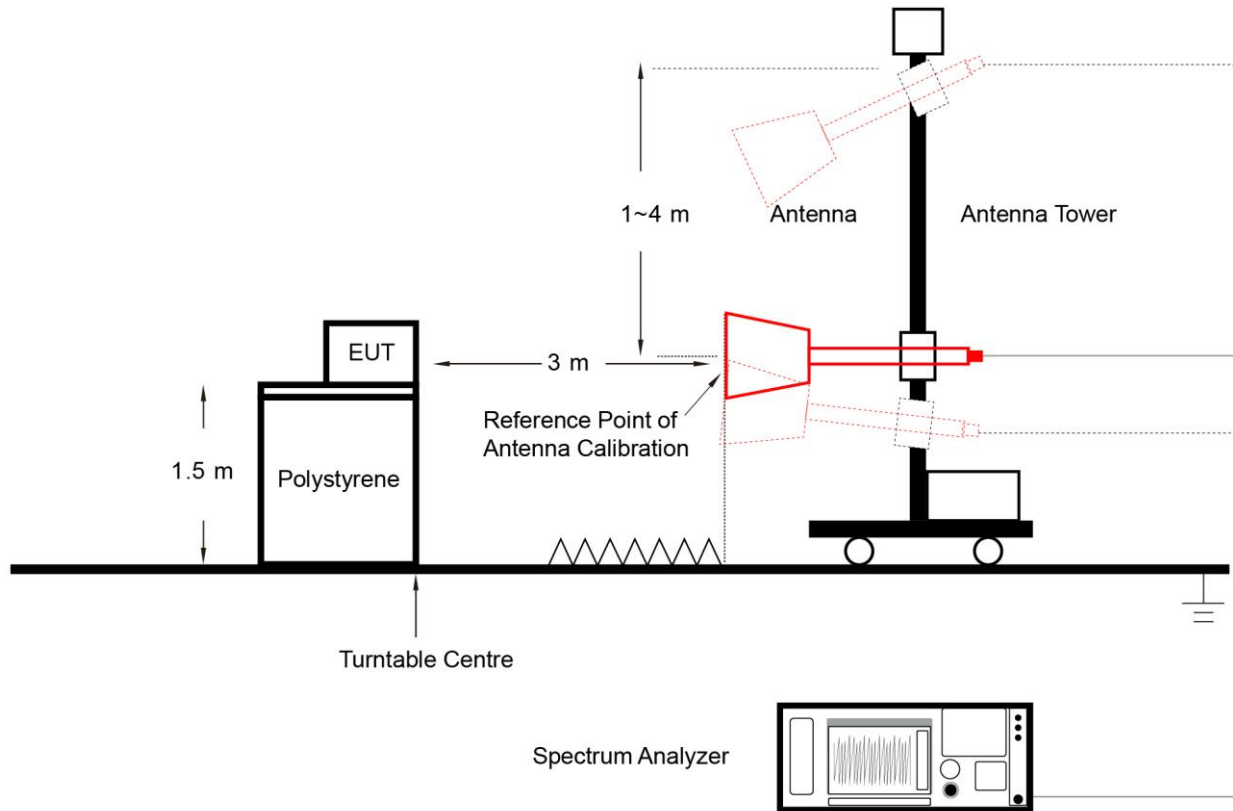 1~4 m
Antenna
Antenna Tower
EUT
3 m
Reference Point of
Antenna Calibration
1.5 m
Polystyrene
Turntable Centre
Spectrum Analyzer